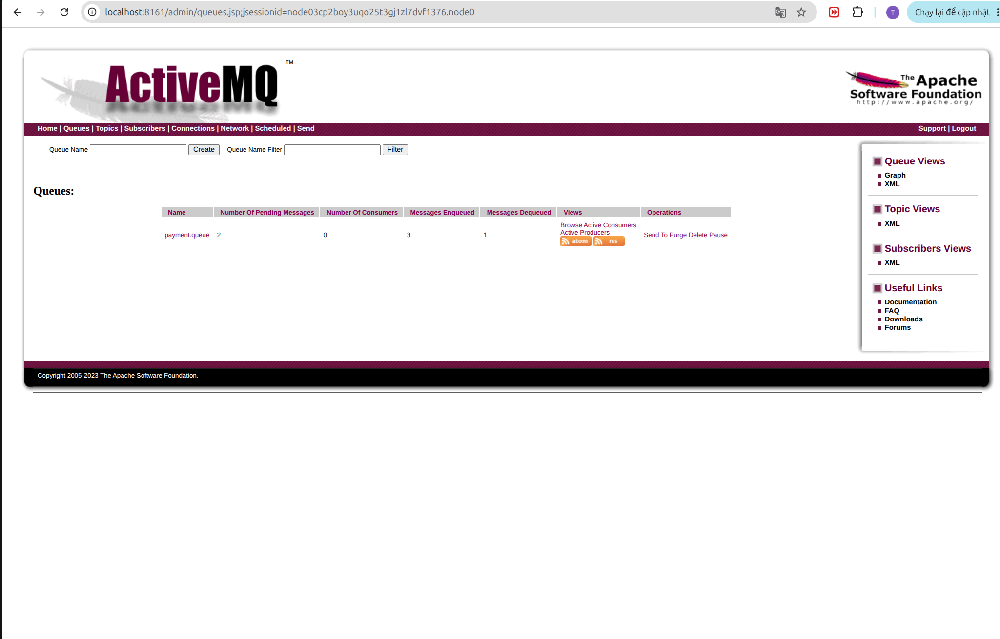 localhost:8161/admin/queues.jsp;jsessionid=node03cp2boy3uqo25t3gj1zl7dvf1376.node0
T
Chạy lại để cập nhật
ActiveMQ ™
The Apache
Software Foundation
http://www.apache.org/
Home | Queues | Topics | Subscribers | Connections | Network | Scheduled | Send
Support | Logout
Queue Name Create Queue Name Filter Filter
Queues:
Name Number Of Pending Messages Number Of Consumers Messages Enqueued Messages Dequeued Views Operations
payment.queue 2 0 3 1 Browse Active Consumers
Active Producers
atom rss
Send To Purge Delete Pause
Queue Views
Graph
XML
Topic Views
XML
Subscribers Views
XML
Useful Links
Documentation
FAQ
Downloads
Forums
Copyright 2005-2023 The Apache Software Foundation.